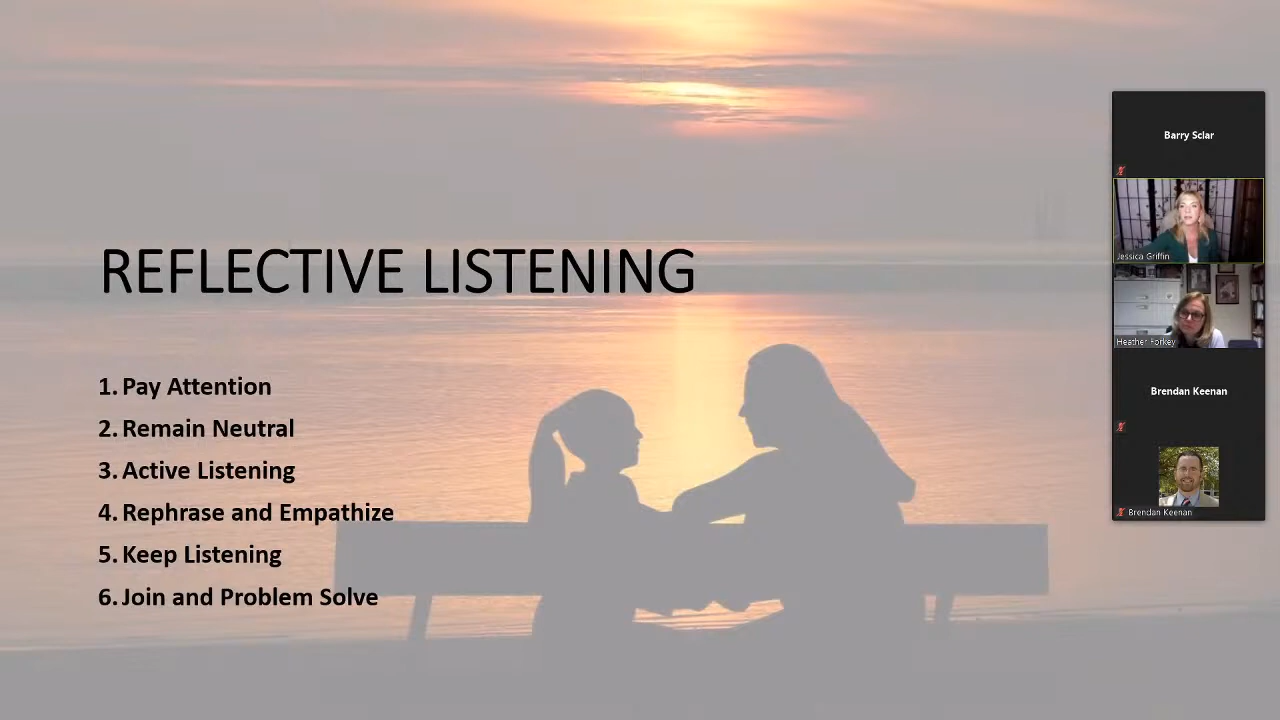 REFLECTIVE LISTENING
1. Pay Attention
2. Remain Neutral
3. Active Listening
4. Rephrase and Empathize
5. Keep Listening
6. Join and Problem Solve
Barry Sclar
Jessica Griffin
Heather Forkey
Brendan Keenan
Brendan Keenan